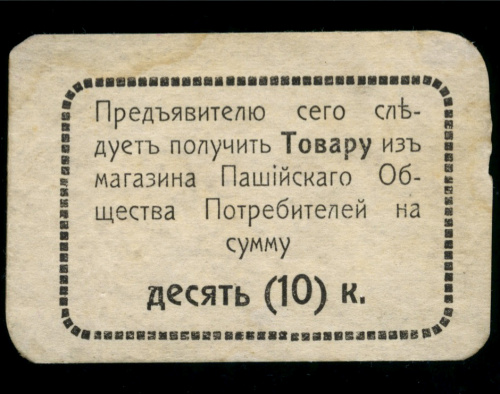 Предъявителю сего слѣ-
дуетъ получить Товару изъ
магазина Пашійскаго Об-
щества Потребителей на
сумму
десять (10) к.